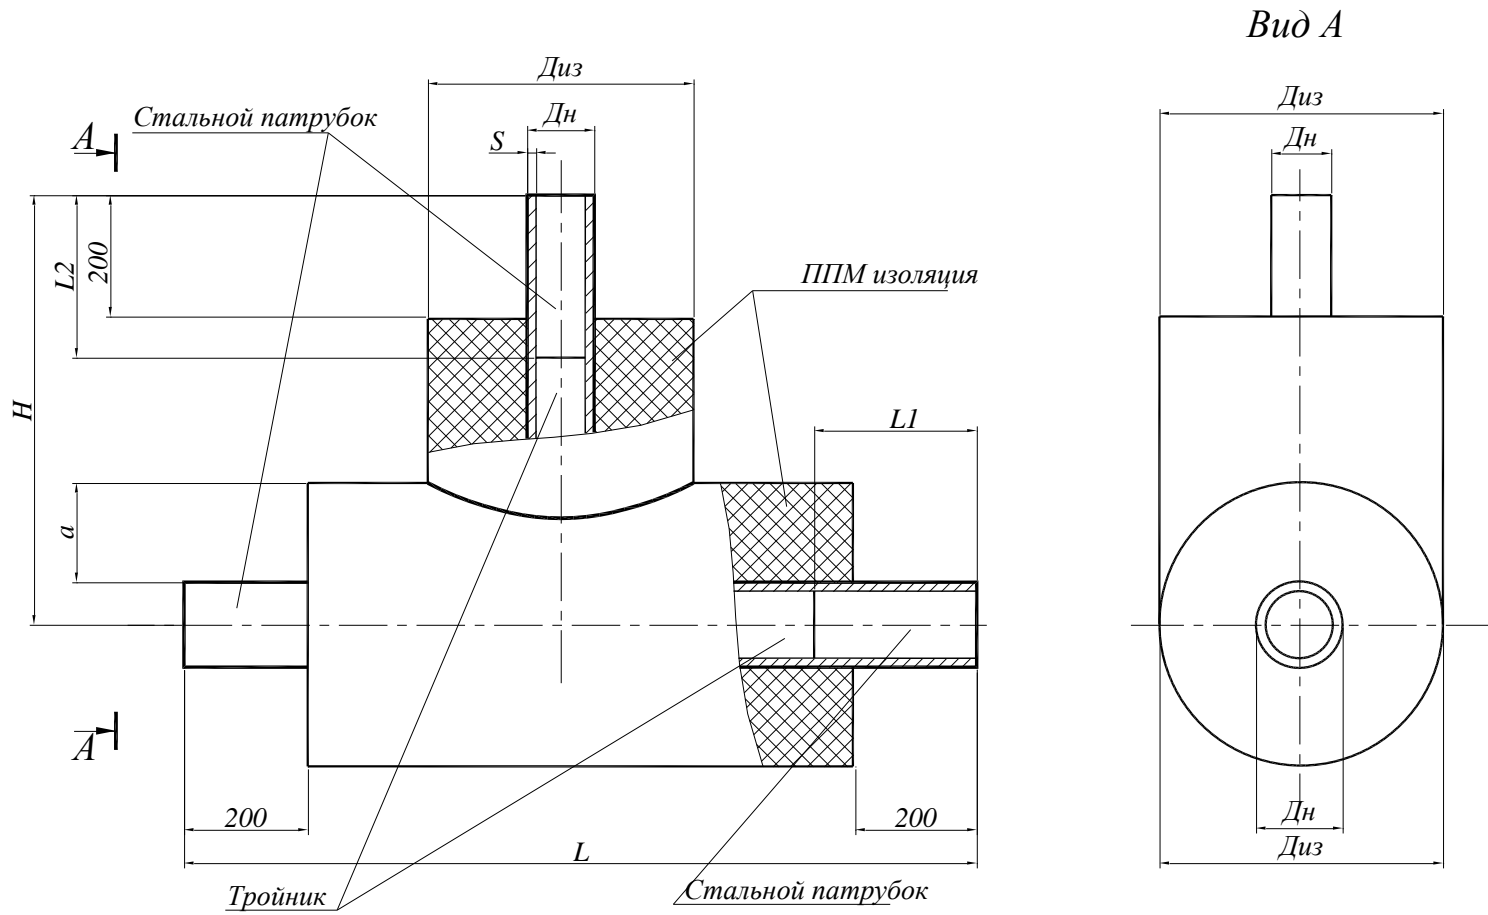 Вид А
Диз
Диз
Стальной патрубок
Дн
Дн
А
S
200
L2
ППМ изоляция
H
L1
a
А
200
200
Дн
L
Диз
Тройник
Стальной патрубок